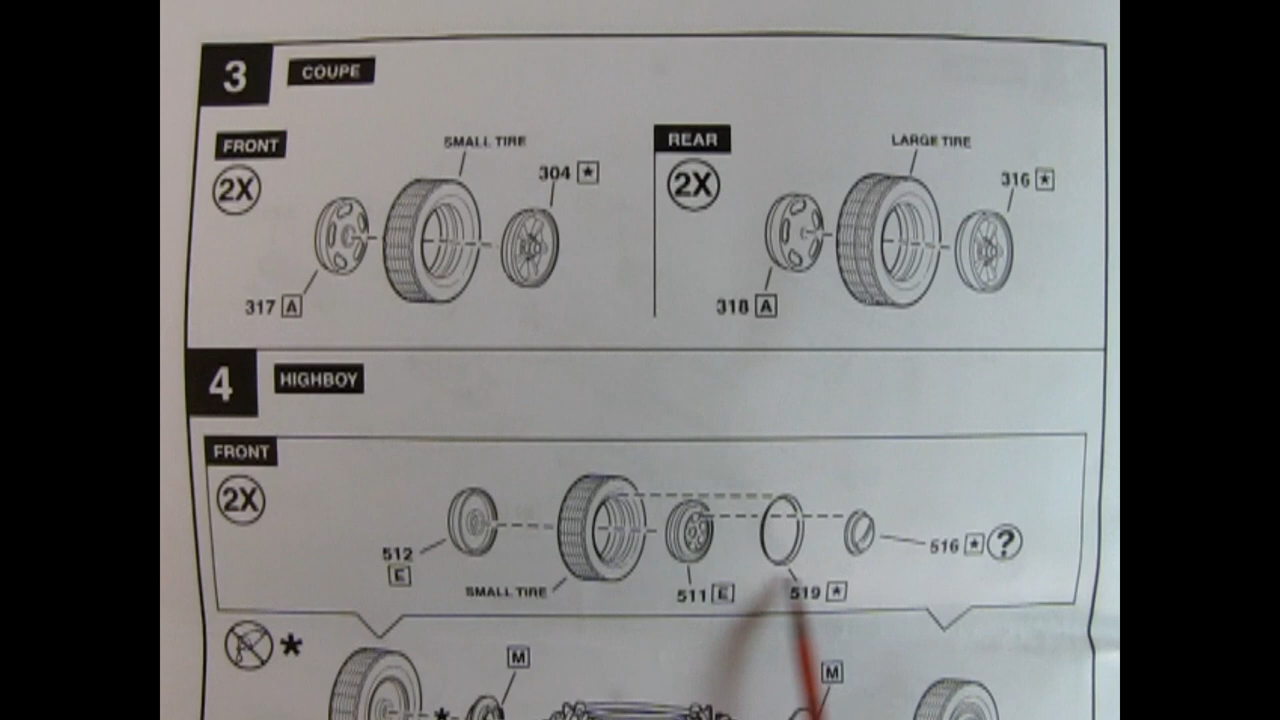 3 COUPE
FRONT
2X
SMALL TIRE
304 ★
317 A
REAR
2X
LARGE TIRE
316 ★
318 A
4 HIGHBOY
FRONT
2X
512
E
SMALL TIRE
511 E
519 ★
516 ★ ?
*
M
M
*